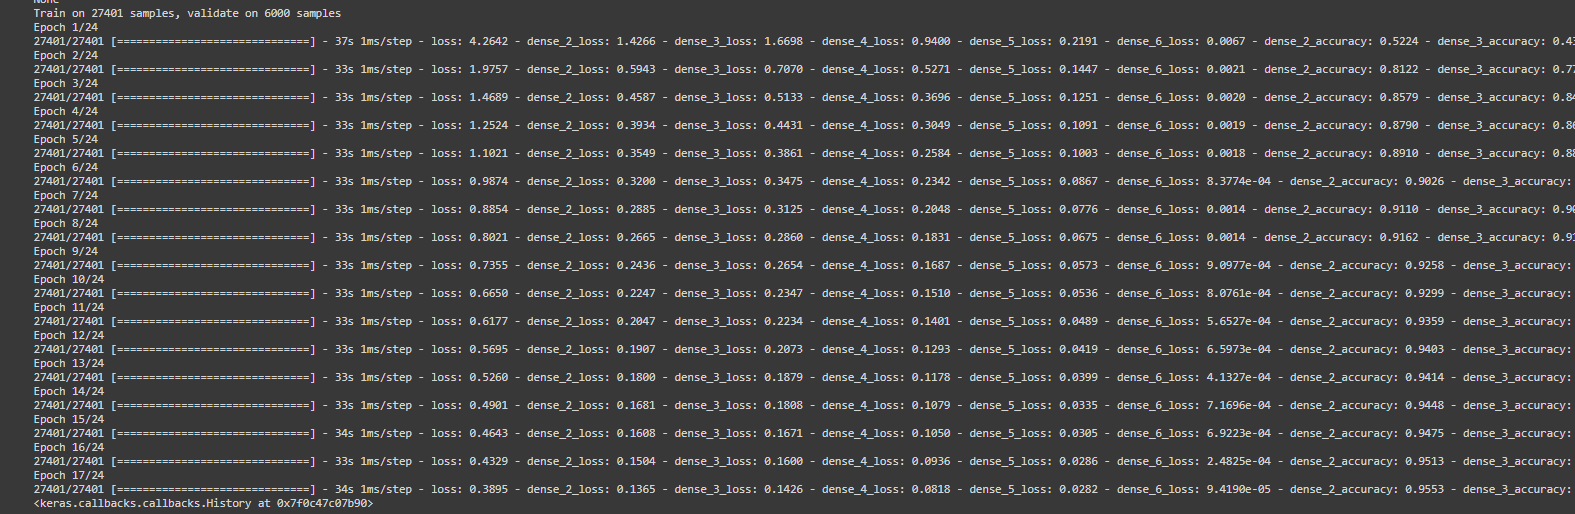 None
Train on 27401 samples, validate on 6000 samples
Epoch 1/24
27401/27401 [==============================] - 37s 1ms/step - loss: 4.2642 - dense_2_loss: 1.4266 - dense_3_loss: 1.6698 - dense_4_loss: 0.9400 - dense_5_loss: 0.2191 - dense_6_loss: 0.0067 - dense_2_accuracy: 0.5224 - dense_3_accuracy: 0.43
Epoch 2/24
27401/27401 [==============================] - 33s 1ms/step - loss: 1.9757 - dense_2_loss: 0.5943 - dense_3_loss: 0.7070 - dense_4_loss: 0.5271 - dense_5_loss: 0.1447 - dense_6_loss: 0.0021 - dense_2_accuracy: 0.8122 - dense_3_accuracy: 0.77
Epoch 3/24
27401/27401 [==============================] - 33s 1ms/step - loss: 1.4689 - dense_2_loss: 0.4587 - dense_3_loss: 0.5133 - dense_4_loss: 0.3696 - dense_5_loss: 0.1251 - dense_6_loss: 0.0020 - dense_2_accuracy: 0.8579 - dense_3_accuracy: 0.84
Epoch 4/24
27401/27401 [==============================] - 33s 1ms/step - loss: 1.2524 - dense_2_loss: 0.3934 - dense_3_loss: 0.4431 - dense_4_loss: 0.3049 - dense_5_loss: 0.1091 - dense_6_loss: 0.0019 - dense_2_accuracy: 0.8790 - dense_3_accuracy: 0.86
Epoch 5/24
27401/27401 [==============================] - 33s 1ms/step - loss: 1.1021 - dense_2_loss: 0.3549 - dense_3_loss: 0.3861 - dense_4_loss: 0.2584 - dense_5_loss: 0.1003 - dense_6_loss: 0.0018 - dense_2_accuracy: 0.8910 - dense_3_accuracy: 0.88
Epoch 6/24
27401/27401 [==============================] - 33s 1ms/step - loss: 0.9874 - dense_2_loss: 0.3200 - dense_3_loss: 0.3475 - dense_4_loss: 0.2342 - dense_5_loss: 0.0867 - dense_6_loss: 8.3774e-04 - dense_2_accuracy: 0.9026 - dense_3_accuracy:
Epoch 7/24
27401/27401 [==============================] - 33s 1ms/step - loss: 0.8854 - dense_2_loss: 0.2885 - dense_3_loss: 0.3125 - dense_4_loss: 0.2048 - dense_5_loss: 0.0776 - dense_6_loss: 0.0014 - dense_2_accuracy: 0.9110 - dense_3_accuracy: 0.90
Epoch 8/24
27401/27401 [==============================] - 33s 1ms/step - loss: 0.8021 - dense_2_loss: 0.2665 - dense_3_loss: 0.2860 - dense_4_loss: 0.1831 - dense_5_loss: 0.0675 - dense_6_loss: 0.0014 - dense_2_accuracy: 0.9162 - dense_3_accuracy: 0.91
Epoch 9/24
27401/27401 [==============================] - 33s 1ms/step - loss: 0.7355 - dense_2_loss: 0.2436 - dense_3_loss: 0.2654 - dense_4_loss: 0.1687 - dense_5_loss: 0.0573 - dense_6_loss: 9.0977e-04 - dense_2_accuracy: 0.9258 - dense_3_accuracy:
Epoch 10/24
27401/27401 [==============================] - 33s 1ms/step - loss: 0.6650 - dense_2_loss: 0.2247 - dense_3_loss: 0.2347 - dense_4_loss: 0.1510 - dense_5_loss: 0.0536 - dense_6_loss: 8.0761e-04 - dense_2_accuracy: 0.9299 - dense_3_accuracy:
Epoch 11/24
27401/27401 [==============================] - 33s 1ms/step - loss: 0.6177 - dense_2_loss: 0.2047 - dense_3_loss: 0.2234 - dense_4_loss: 0.1401 - dense_5_loss: 0.0489 - dense_6_loss: 5.6527e-04 - dense_2_accuracy: 0.9359 - dense_3_accuracy:
Epoch 12/24
27401/27401 [==============================] - 33s 1ms/step - loss: 0.5695 - dense_2_loss: 0.1907 - dense_3_loss: 0.2073 - dense_4_loss: 0.1293 - dense_5_loss: 0.0419 - dense_6_loss: 6.5973e-04 - dense_2_accuracy: 0.9403 - dense_3_accuracy:
Epoch 13/24
27401/27401 [==============================] - 33s 1ms/step - loss: 0.5260 - dense_2_loss: 0.1800 - dense_3_loss: 0.1879 - dense_4_loss: 0.1178 - dense_5_loss: 0.0399 - dense_6_loss: 4.1327e-04 - dense_2_accuracy: 0.9414 - dense_3_accuracy:
Epoch 14/24
27401/27401 [==============================] - 33s 1ms/step - loss: 0.4901 - dense_2_loss: 0.1681 - dense_3_loss: 0.1808 - dense_4_loss: 0.1079 - dense_5_loss: 0.0335 - dense_6_loss: 7.1696e-04 - dense_2_accuracy: 0.9448 - dense_3_accuracy:
Epoch 15/24
27401/27401 [==============================] - 34s 1ms/step - loss: 0.4643 - dense_2_loss: 0.1608 - dense_3_loss: 0.1671 - dense_4_loss: 0.1050 - dense_5_loss: 0.0305 - dense_6_loss: 6.9223e-04 - dense_2_accuracy: 0.9475 - dense_3_accuracy:
Epoch 16/24
27401/27401 [==============================] - 33s 1ms/step - loss: 0.4329 - dense_2_loss: 0.1504 - dense_3_loss: 0.1600 - dense_4_loss: 0.0936 - dense_5_loss: 0.0286 - dense_6_loss: 2.4825e-04 - dense_2_accuracy: 0.9513 - dense_3_accuracy:
Epoch 17/24
27401/27401 [==============================] - 34s 1ms/step - loss: 0.3895 - dense_2_loss: 0.1365 - dense_3_loss: 0.1426 - dense_4_loss: 0.0818 - dense_5_loss: 0.0282 - dense_6_loss: 9.4190e-05 - dense_2_accuracy: 0.9553 - dense_3_accuracy:
<keras.callbacks.callbacks.History at 0x7f0c47c07b90>